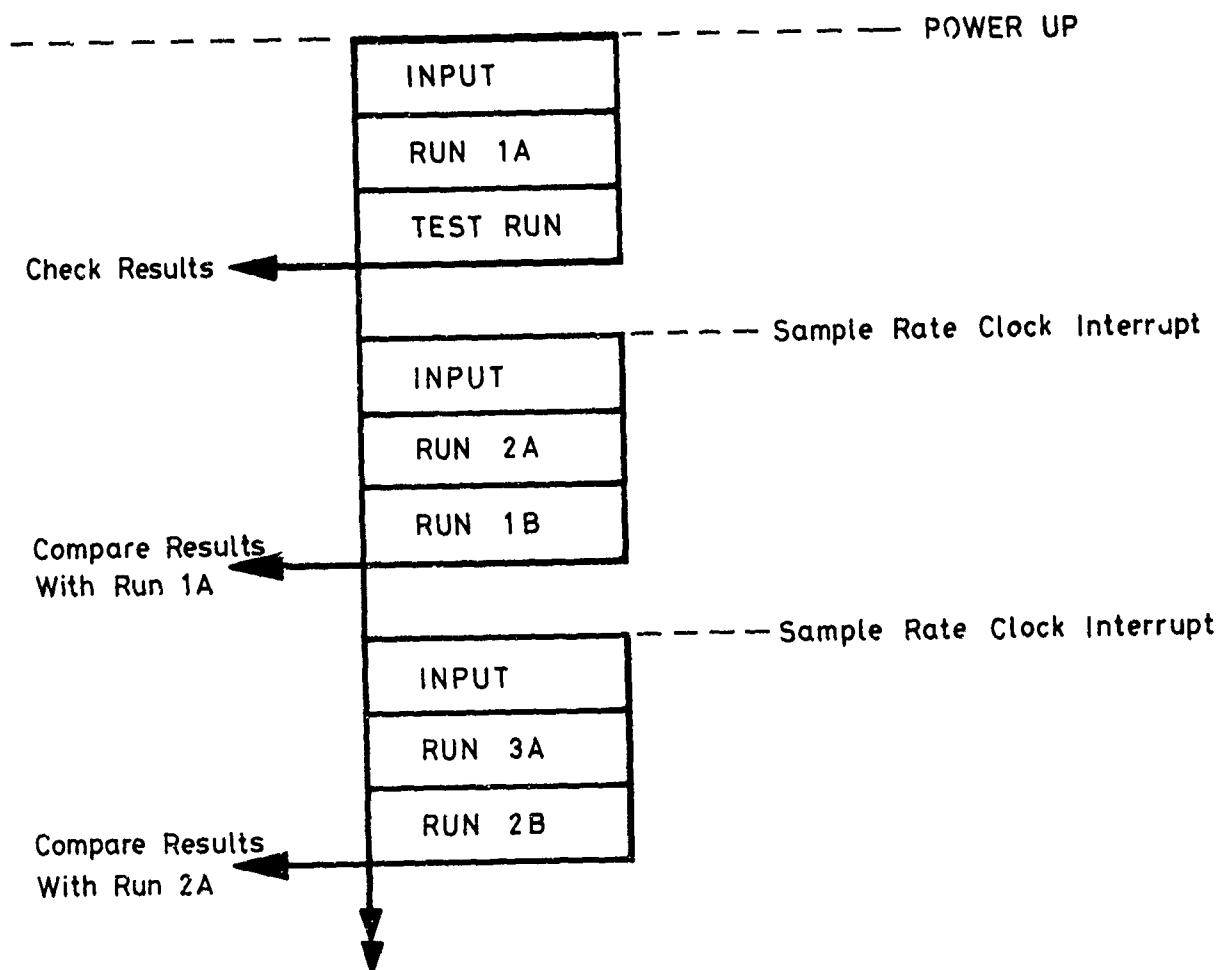 POWER UP
INPUT
RUN 1A
TEST RUN
Check Results
Sample Rate Clock Interrupt
INPUT
RUN 2A
RUN 1B
Compare Results
With Run 1A
Sample Rate Clock Interrupt
INPUT
RUN 3A
RUN 2B
Compare Results
With Run 2A